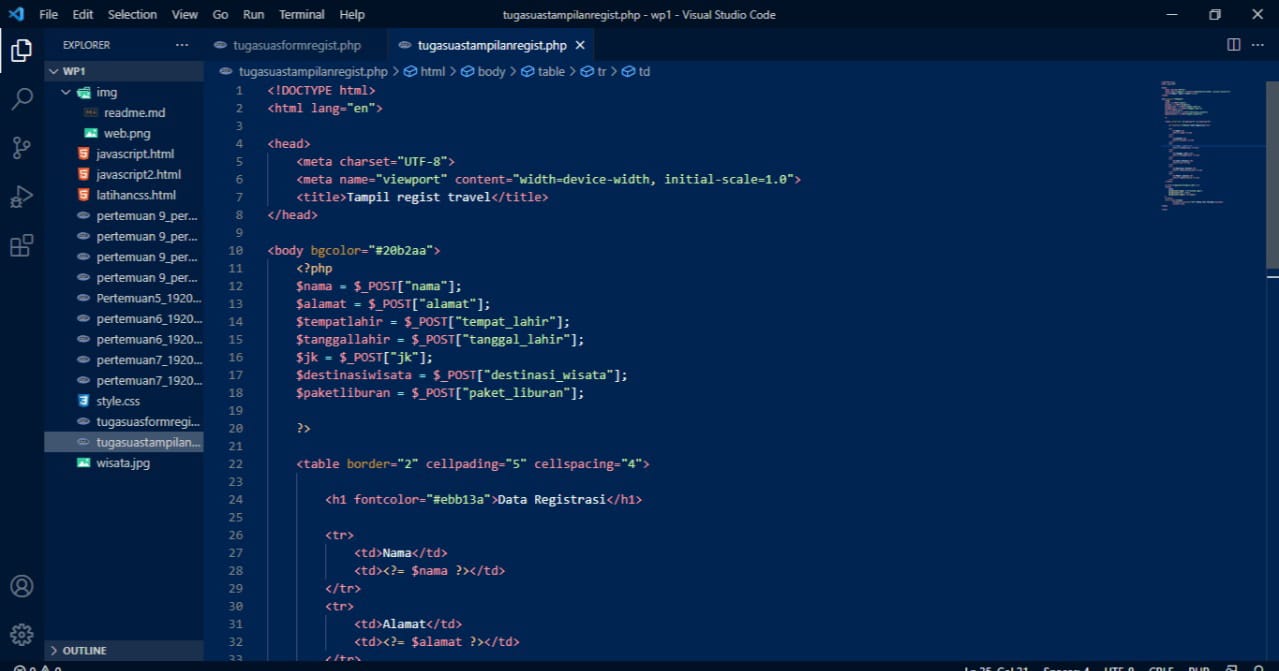 File Edit Selection View Go Run Terminal Help tugasuastampilanregist.php - wp1 - Visual Studio Code
EXPLORER ...
WP1
img
readme.md
web.png
javascript.html
javascript2.html
latihancss.html
pertemuan 9_per...
pertemuan 9_per...
pertemuan 9_per...
pertemuan 9_per...
Pertemuan5_1920...
pertemuan6_1920...
pertemuan6_1920...
pertemuan7_1920...
pertemuan7_1920...
style.css
tugasuasformregi...
tugasuastampilan...
wisata.jpg
OUTLINE
tugasuasformregist.php tugasuastampilanregist.php
tugasuastampilanregist.php > html > body > table > tr > td
1 <!DOCTYPE html>
2 <html lang="en">
3
4 <head>
5 <meta charset="UTF-8">
6 <meta name="viewport" content="width=device-width, initial-scale=1.0">
7 <title>Tampil regist travel</title>
8 </head>
9
10 <body bgcolor="#20b2aa">
11 <?php
12 $nama = $_POST["nama"];
13 $alamat = $_POST["alamat"];
14 $tempatlahir = $_POST["tempat_lahir"];
15 $tanggallahir = $_POST["tanggal_lahir"];
16 $jk = $_POST["jk"];
17 $destinasiwisata = $_POST["destinasi_wisata"];
18 $paketliburan = $_POST["paket_liburan"];
19
20 ?>
21
22 <table border="2" cellpading="5" cellspacing="4">
23
24 <h1 fontcolor="#ebb13a">Data Registrasi</h1>
25
26 <tr>
27 <td>Nama</td>
28 <td><?= $nama ?></td>
29 </tr>
30 <tr>
31 <td>Alamat</td>
32 <td><?= $alamat ?></td>
33 </tr>